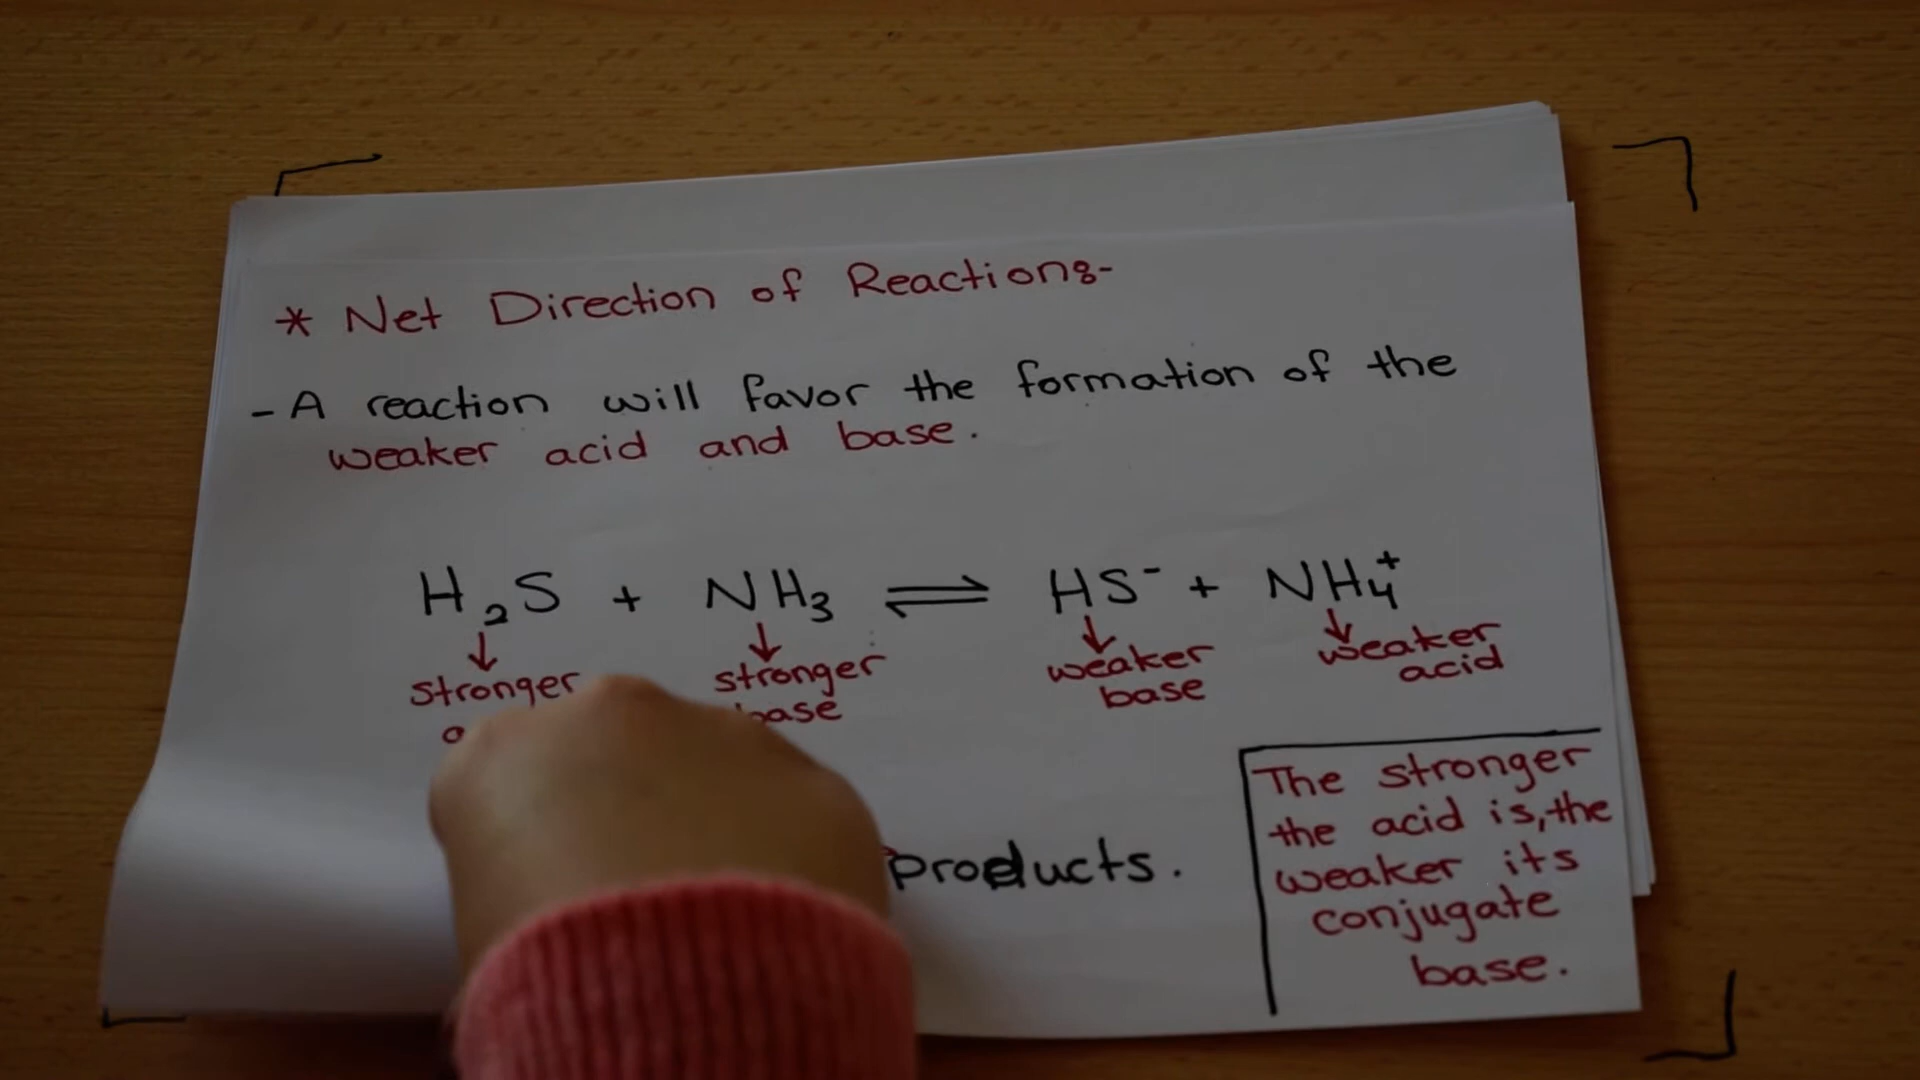 * Net Direction of Reactions-
- A reaction will favor the formation of the
weaker acid and base.
H₂S + NH₃ ⇌ HS⁻ + NH₄⁺
↓ ↓ ↓ ↓
stronger stronger weaker weaker
base base acid
products.
The stronger
the acid is, the
weaker its
conjugate
base.